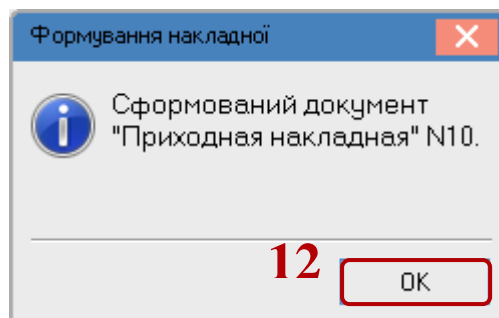 Формування накладної
Сформований документ
"Приходная накладная" N10.
12
OK